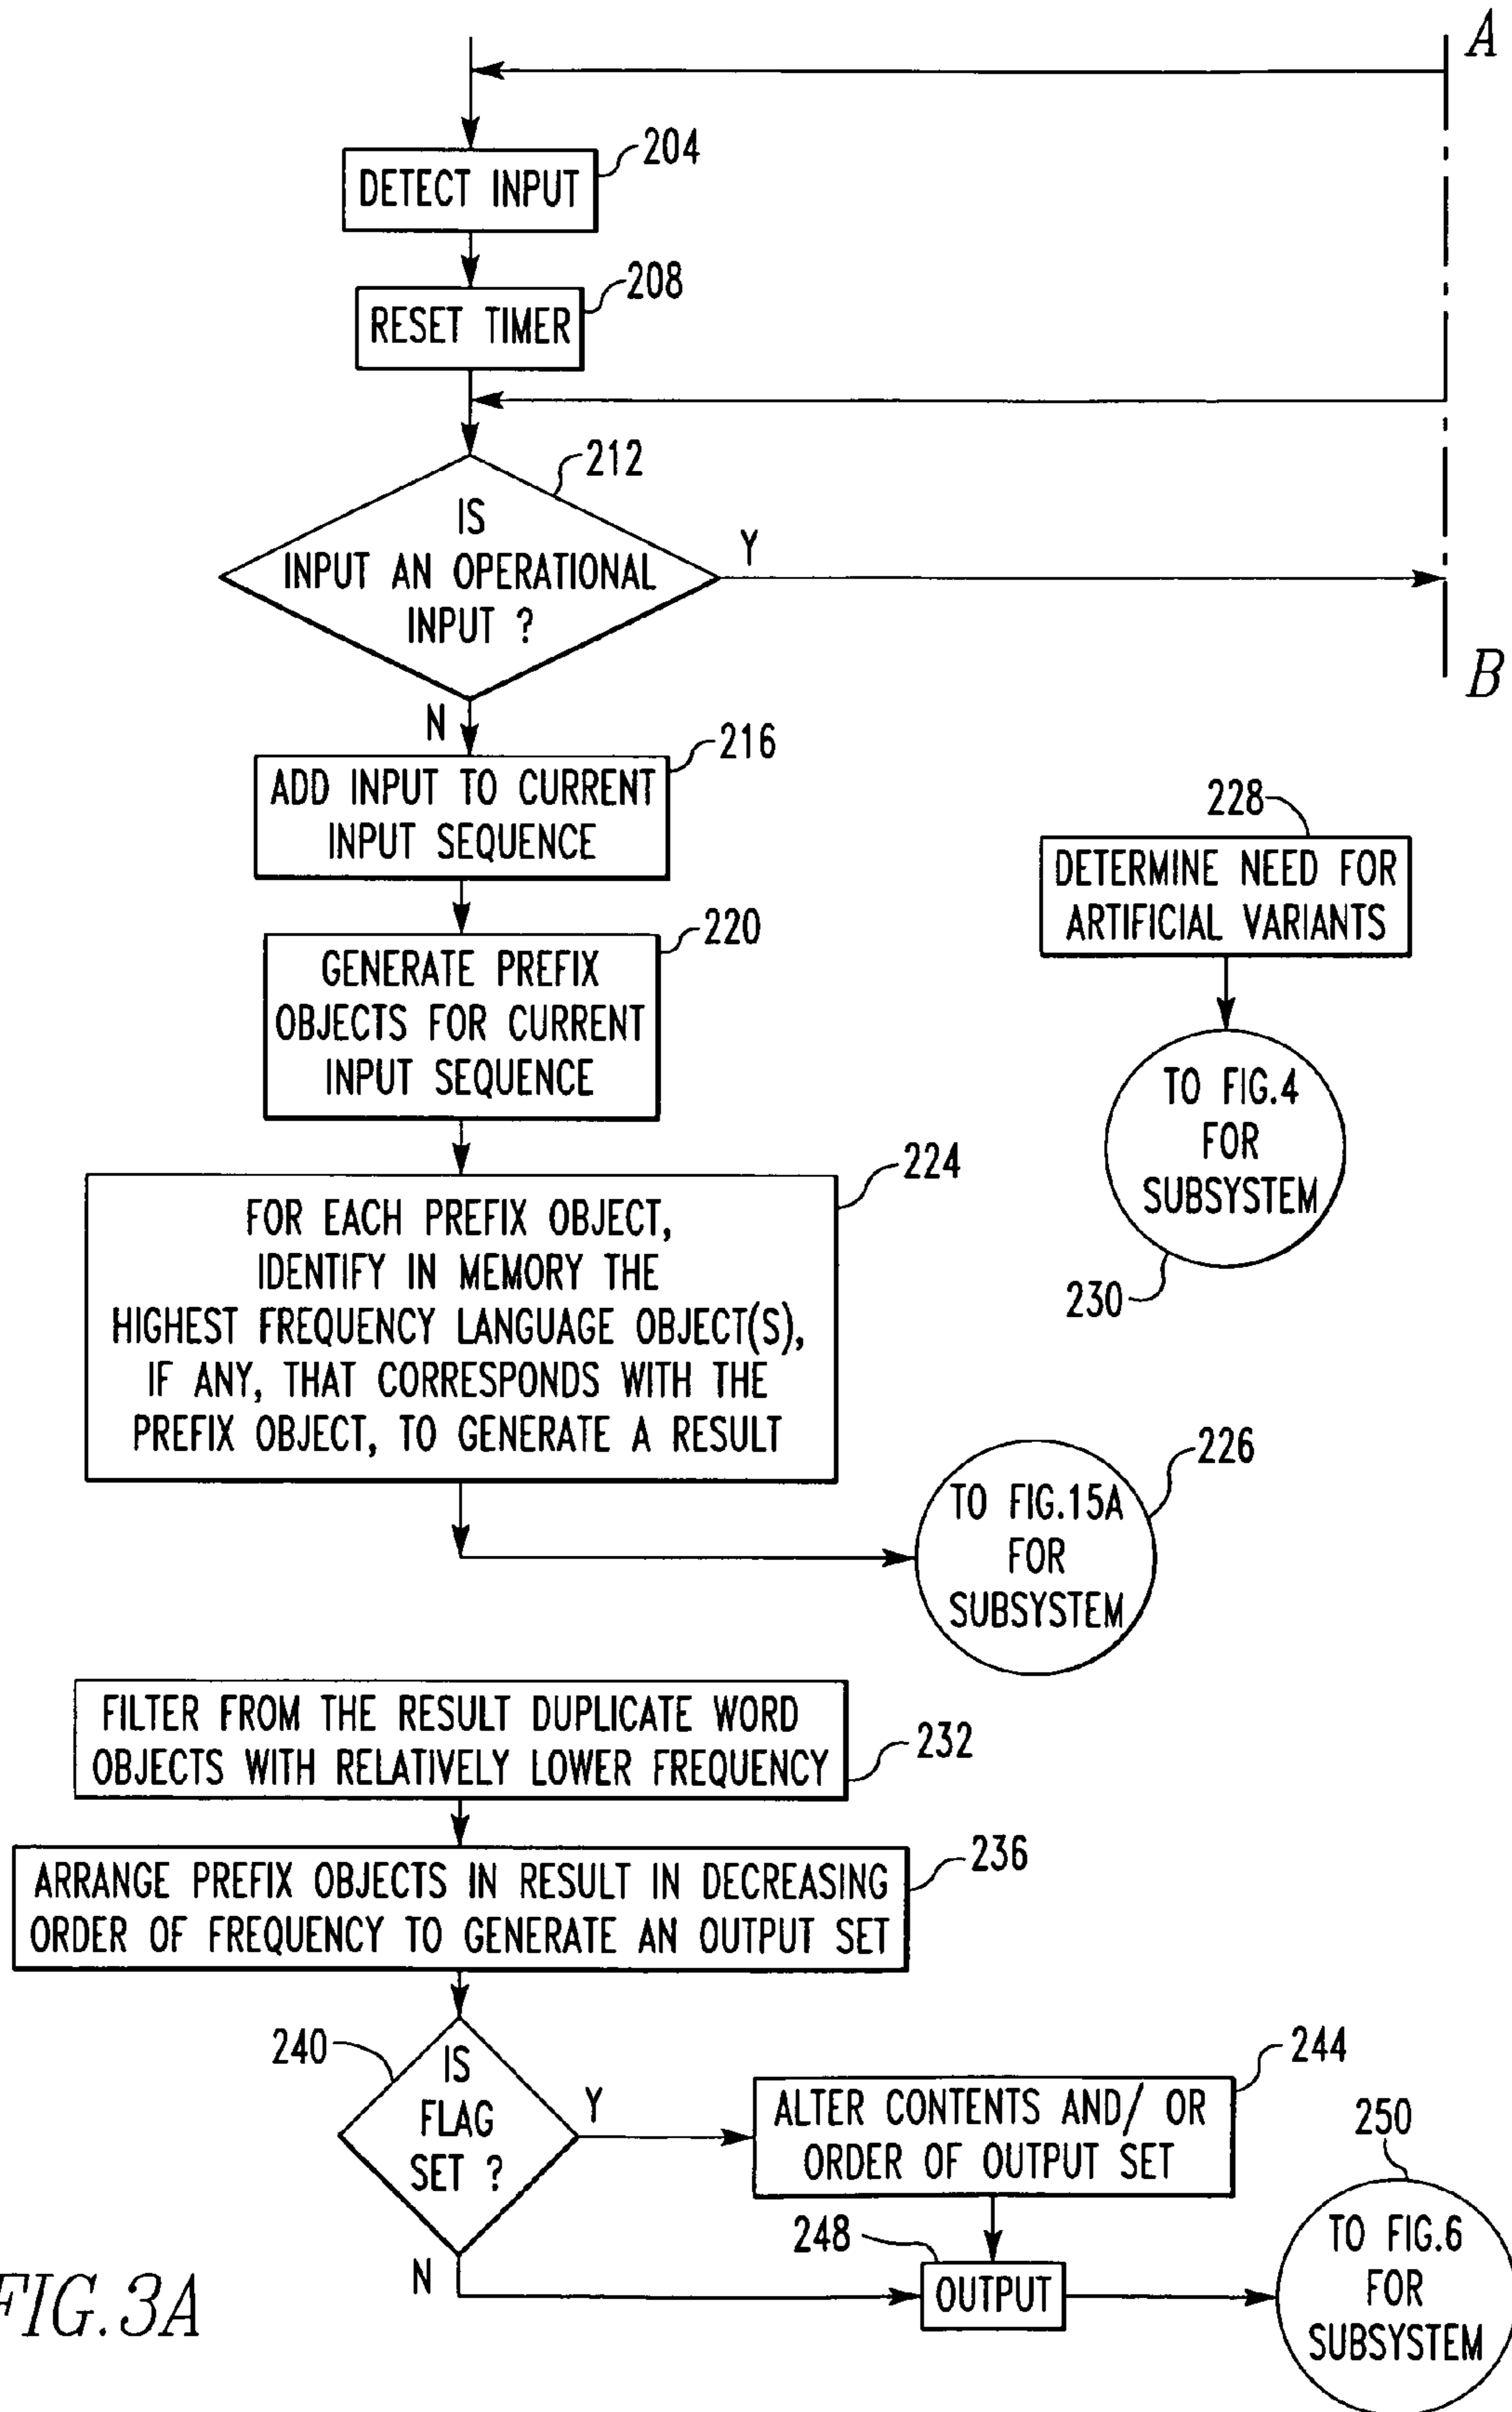 A
204
DETECT INPUT
208
RESET TIMER
212
IS
INPUT AN OPERATIONAL
INPUT ?
Y
B
N
216
ADD INPUT TO CURRENT
INPUT SEQUENCE
228
DETERMINE NEED FOR
ARTIFICIAL VARIANTS
220
GENERATE PREFIX
OBJECTS FOR CURRENT
INPUT SEQUENCE
TO FIG.4
FOR
SUBSYSTEM
230
224
FOR EACH PREFIX OBJECT,
IDENTIFY IN MEMORY THE
HIGHEST FREQUENCY LANGUAGE OBJECT(S),
IF ANY, THAT CORRESPONDS WITH THE
PREFIX OBJECT, TO GENERATE A RESULT
226
TO FIG.15A
FOR
SUBSYSTEM
FILTER FROM THE RESULT DUPLICATE WORD
OBJECTS WITH RELATIVELY LOWER FREQUENCY
232
236
ARRANGE PREFIX OBJECTS IN RESULT IN DECREASING
ORDER OF FREQUENCY TO GENERATE AN OUTPUT SET
240
IS
FLAG
SET ?
Y
244
ALTER CONTENTS AND/ OR
ORDER OF OUTPUT SET
250
248
N
OUTPUT
TO FIG.6
FOR
SUBSYSTEM
FIG.3A